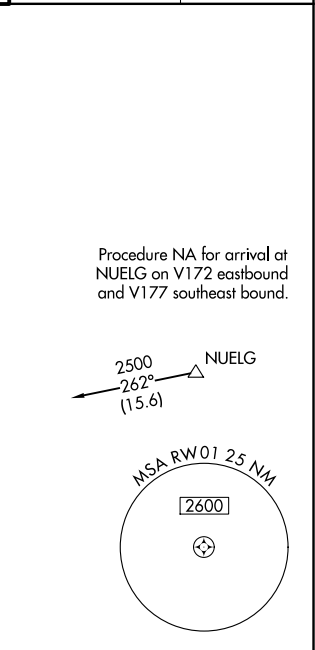 Procedure NA for arrival at
NUELG on V172 eastbound
and V177 southeast bound.
2500
NUELG
262°
(15.6)
MSA RW01 25 NM
2600